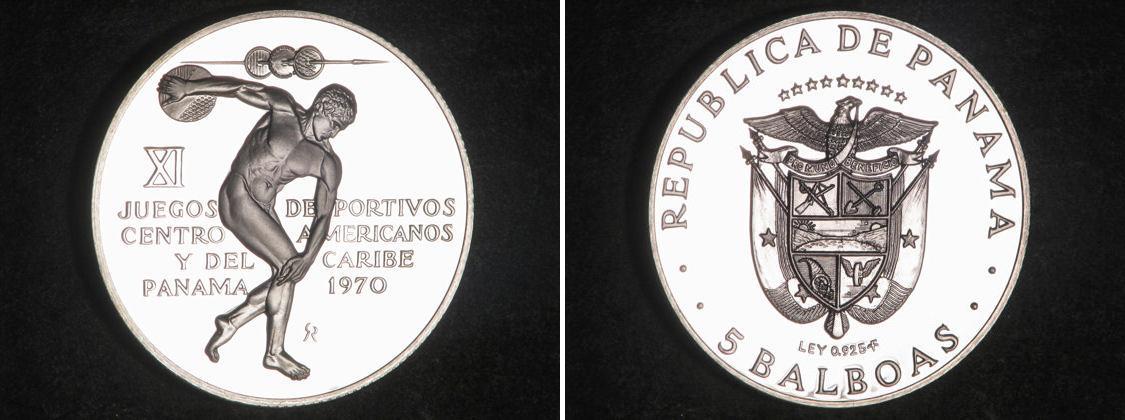 XI
JUEGOS DEPORTIVOS
CENTRO AMERICANOS
Y DEL CARIBE
PANAMA 1970
REPUBLICA DE PANAMA
PRO MUNDI BENEFICIO
LEY 0.925
5 BALBOAS